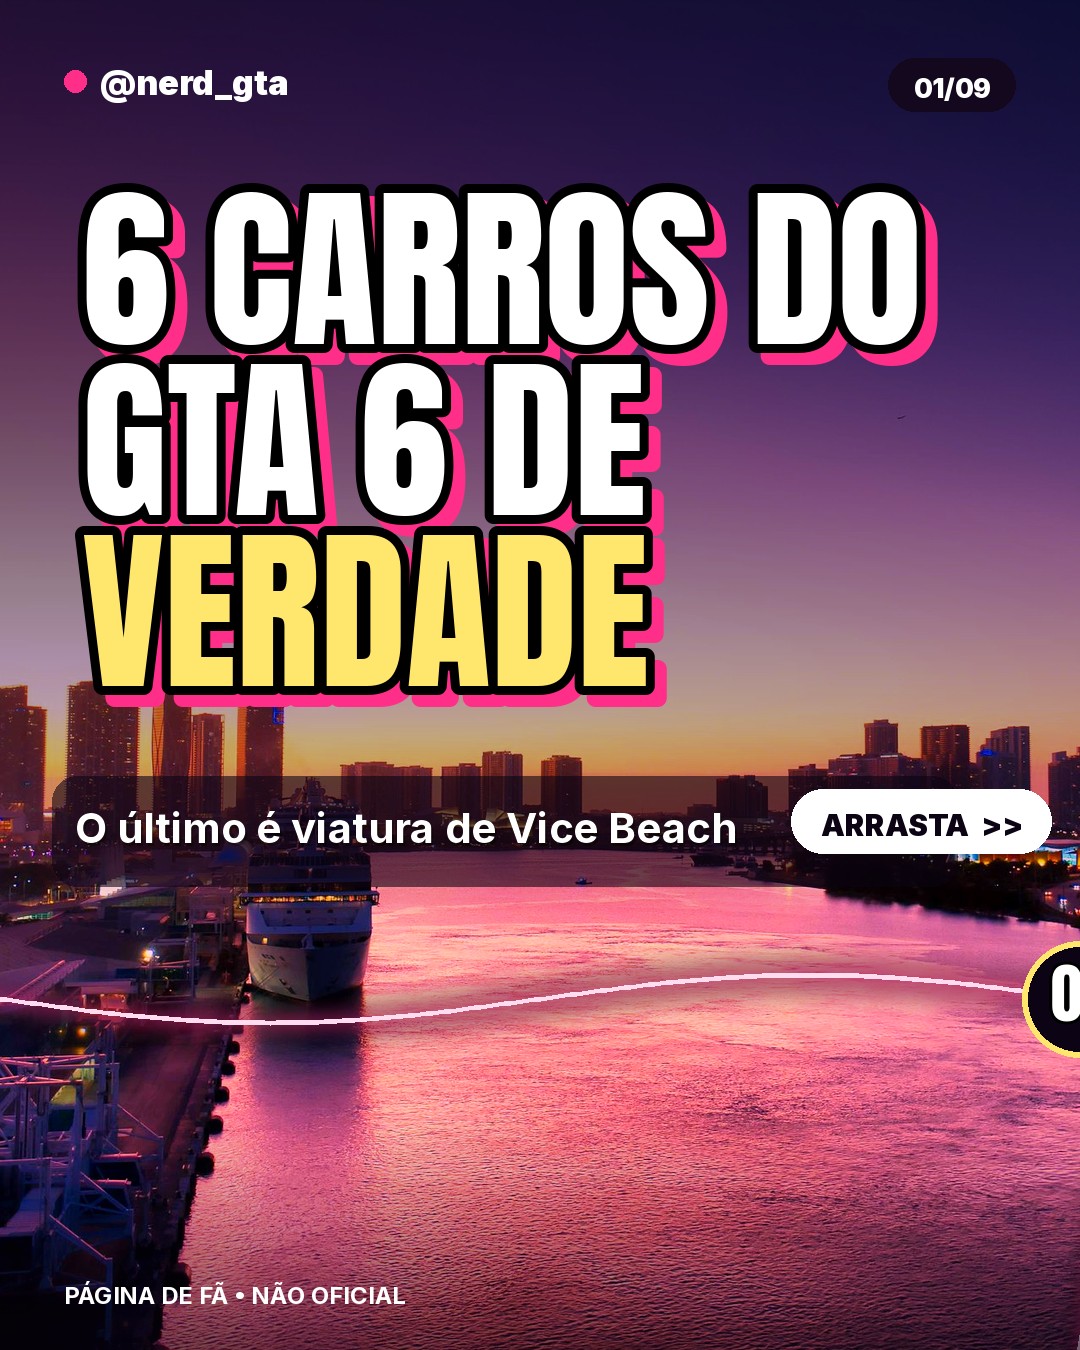 @nerd_gta
01/09
6 CARROS DO
GTA 6 DE
VERDADE
O último é viatura de Vice Beach
ARRASTA >>
0
PÁGINA DE FÃ • NÃO OFICIAL